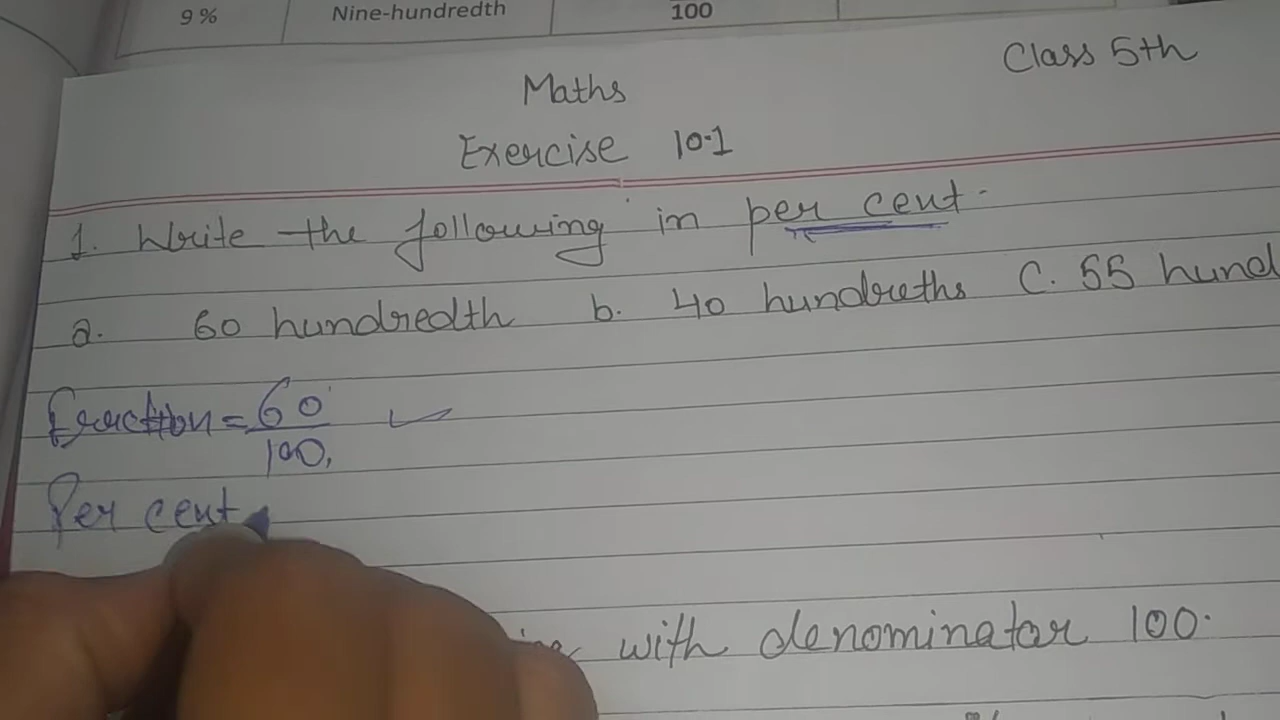 9% Nine-hundredth 100
Class 5th
Maths
Exercise 10.1
1. Write the following in per cent.
a. 60 hundredth b. 40 hundreths C. 55 hund
Fraction = 60
100
Per cent
with denominator 100.